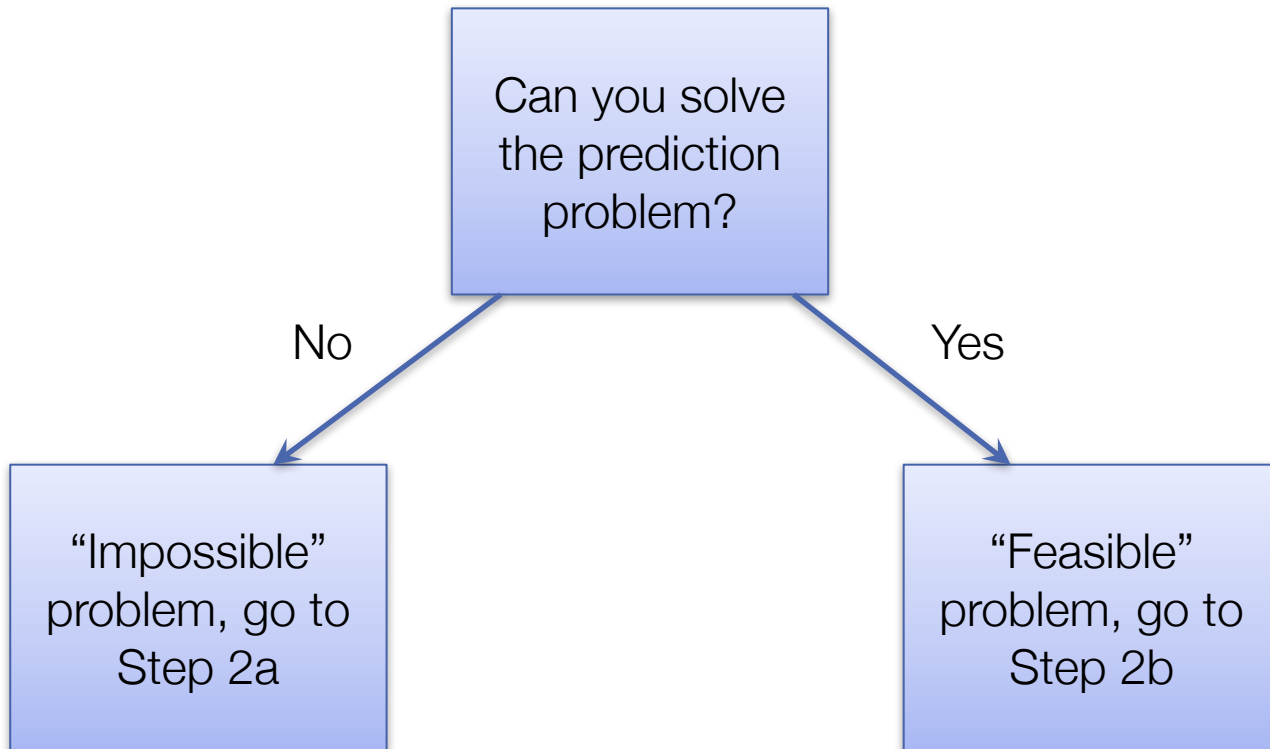 Can you solve
the prediction
problem?
No
Yes
“Impossible”
problem, go to
Step 2a
“Feasible”
problem, go to
Step 2b